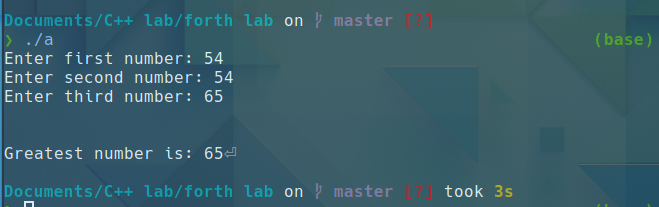 Documents/C++ lab/forth lab on ᚠ master [?]
❯ ./a (base)
Enter first number: 54
Enter second number: 54
Enter third number: 65
Greatest number is: 65⏎
Documents/C++ lab/forth lab on ᚠ master [?] took 3s
❯